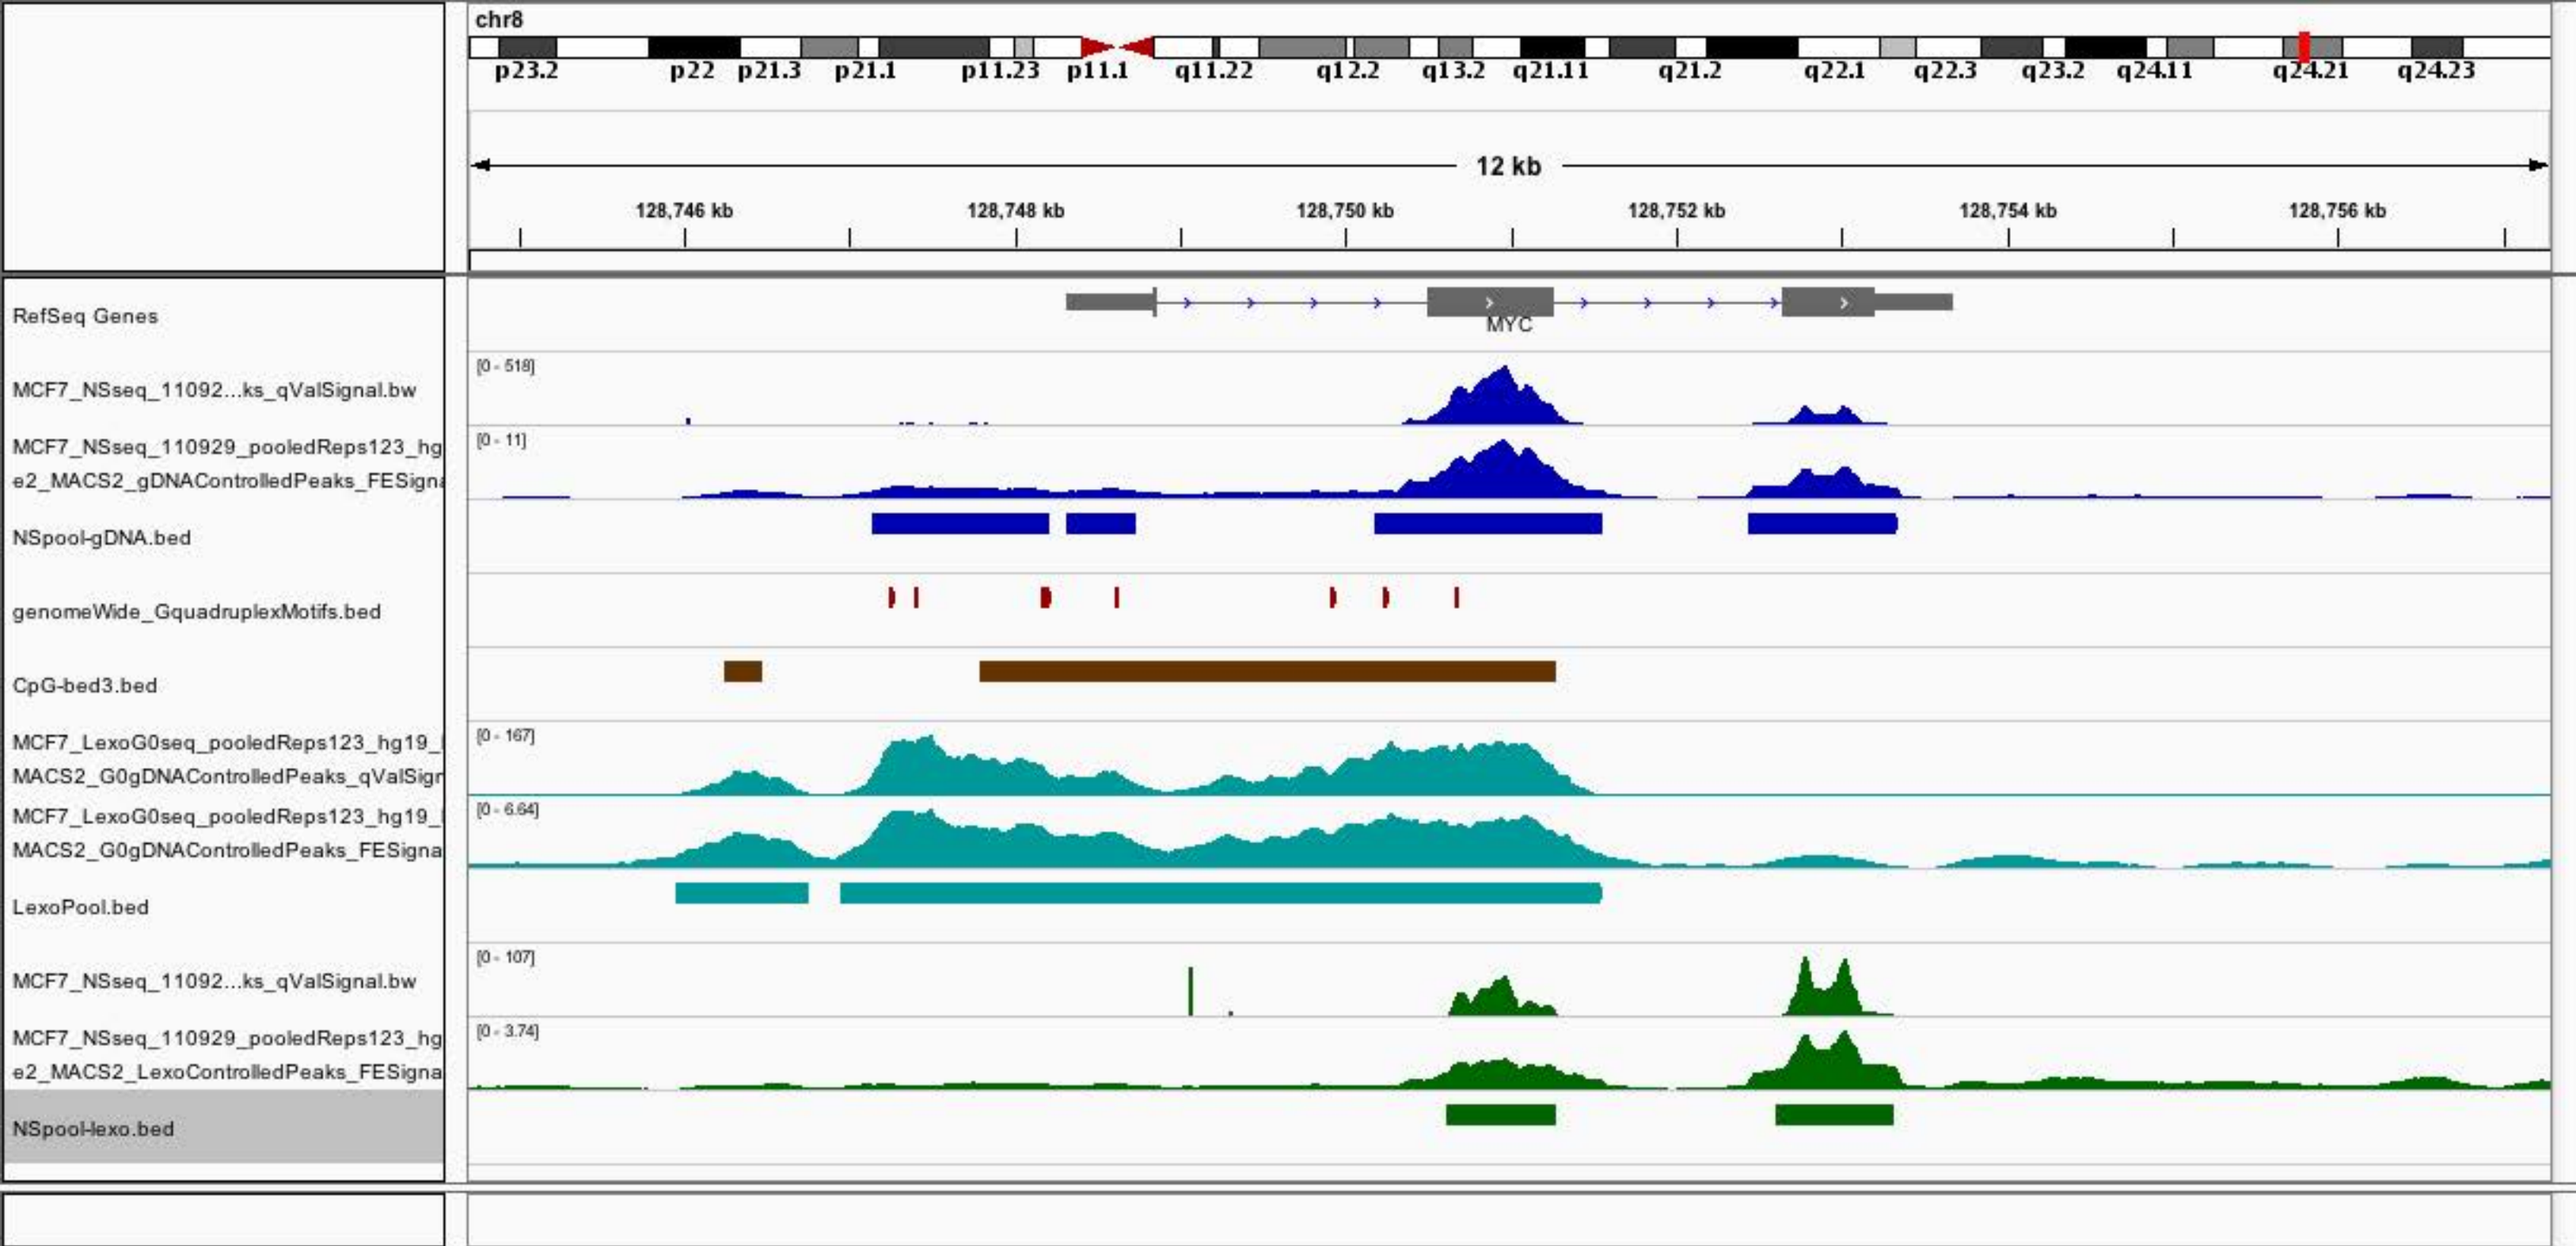 chr8
p23.2 p22 p21.3 p21.1 p11.23 p11.1 q11.22 q12.2 q13.2 q21.11 q21.2 q22.1 q22.3 q23.2 q24.11 q24.21 q24.23
12 kb
128,746 kb 128,748 kb 128,750 kb 128,752 kb 128,754 kb 128,756 kb
RefSeq Genes
MYC
MCF7_NSseq_11092...ks_qValSignal.bw
[0 - 518]
MCF7_NSseq_110929_pooledReps123_hg
e2_MACS2_gDNAControlledPeaks_FESigna
[0 - 11]
NSpool-gDNA.bed
genomeWide_GquadruplexMotifs.bed
CpG-bed3.bed
MCF7_LexoG0seq_pooledReps123_hg19_
MACS2_G0gDNAControlledPeaks_qValSigr
[0 - 167]
MCF7_LexoG0seq_pooledReps123_hg19_
MACS2_G0gDNAControlledPeaks_FESigna
[0 - 6.64]
LexoPool.bed
MCF7_NSseq_11092...ks_qValSignal.bw
[0 - 107]
MCF7_NSseq_110929_pooledReps123_hg
e2_MACS2_LexoControlledPeaks_FESigna
[0 - 3.74]
NSpool-lexo.bed